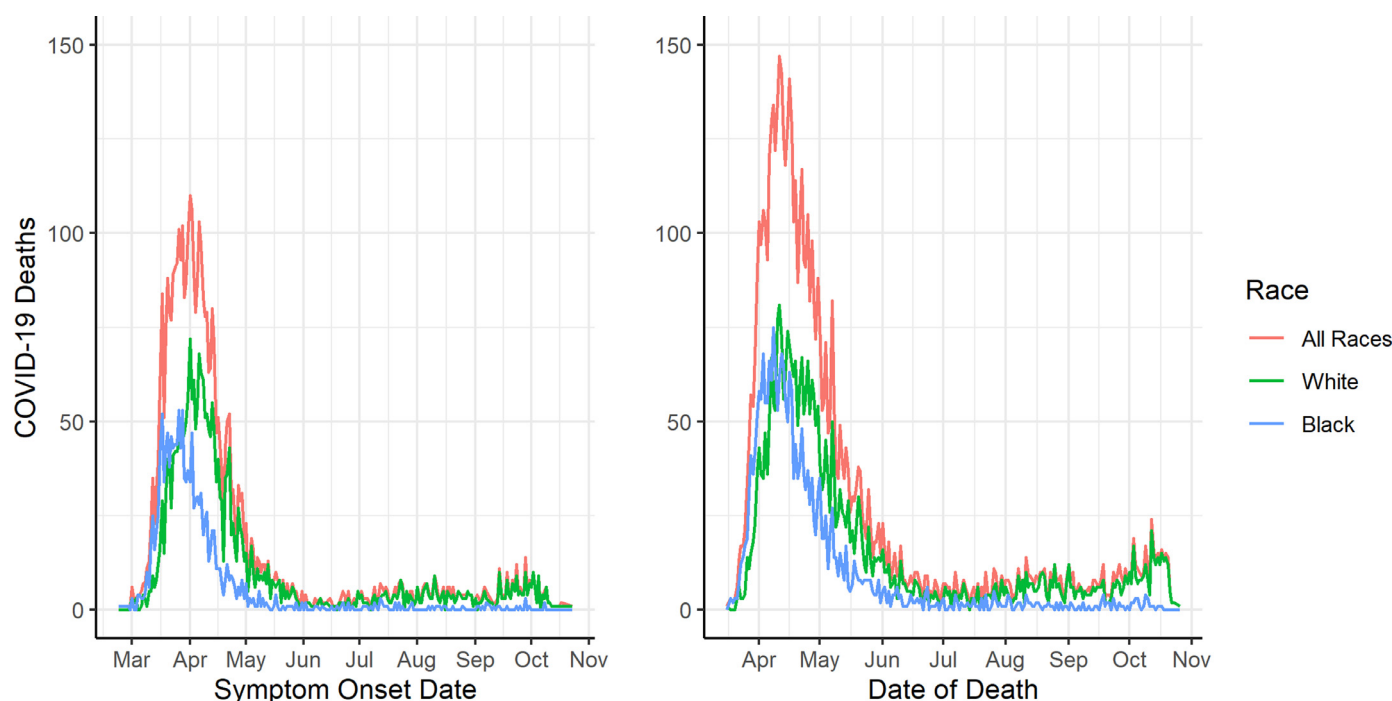 COVID-19 Deaths
150
100
50
0
Mar Apr May Jun Jul Aug Sep Oct Nov
Symptom Onset Date
150
100
50
0
Apr May Jun Jul Aug Sep Oct Nov
Date of Death
Race
All Races
White
Black